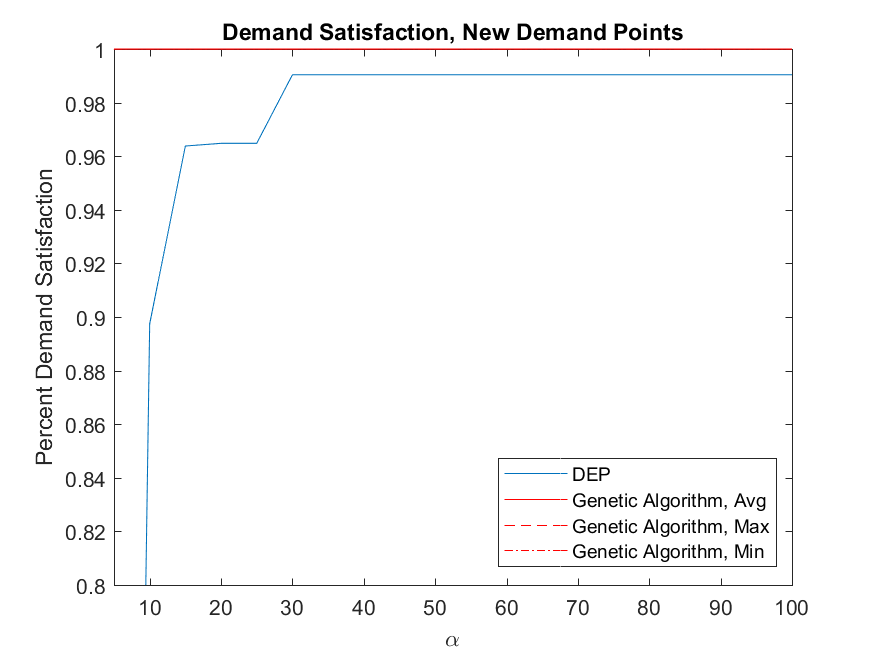 Demand Satisfaction, New Demand Points
1
0.98
0.96
0.94
0.92
0.9
0.88
0.86
0.84
0.82
0.8
Percent Demand Satisfaction
DEP
Genetic Algorithm, Avg
Genetic Algorithm, Max
Genetic Algorithm, Min
10 20 30 40 50 60 70 80 90 100
α